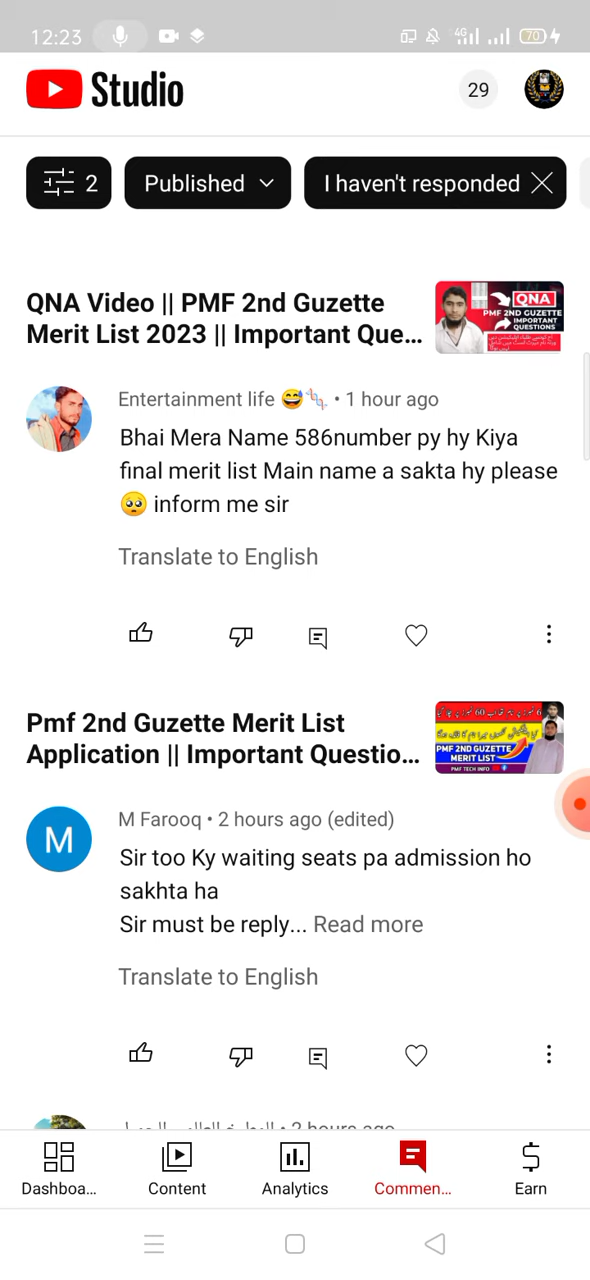 12:23
4G
70
Studio
29
2
Published
I haven't responded
QNA Video || PMF 2nd Guzette
Merit List 2023 || Important Que...
QNA
PMF 2ND GUZETTE
IMPORTANT
QUESTIONS
Entertainment life 😅 🧬 • 1 hour ago
Bhai Mera Name 586number py hy Kiya
final merit list Main name a sakta hy please
🥺 inform me sir
Translate to English
Pmf 2nd Guzette Merit List
Application || Important Questio...
PMF 2ND GUZETTE
MERIT LIST
PMF TECH INFO
M
M Farooq • 2 hours ago (edited)
Sir too Ky waiting seats pa admission ho
sakhta ha
Sir must be reply... Read more
Translate to English
2 hours ago
Dashboa...
Content
Analytics
Commen...
Earn